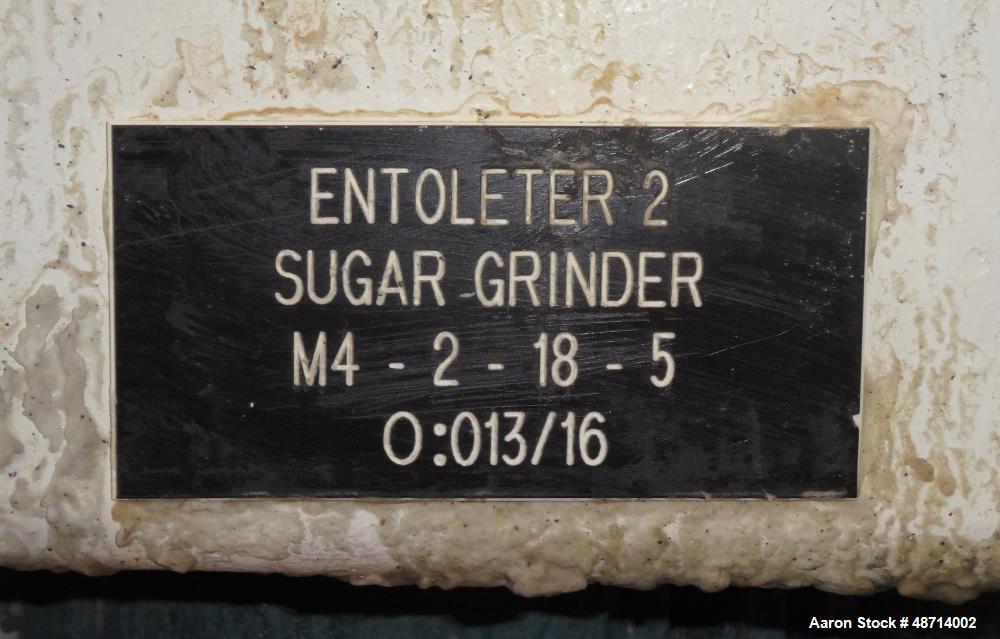 ENTOLETER 2
SUGAR GRINDER
M4 - 2 - 18 - 5
O:013/16
Aaron Stock # 48714002